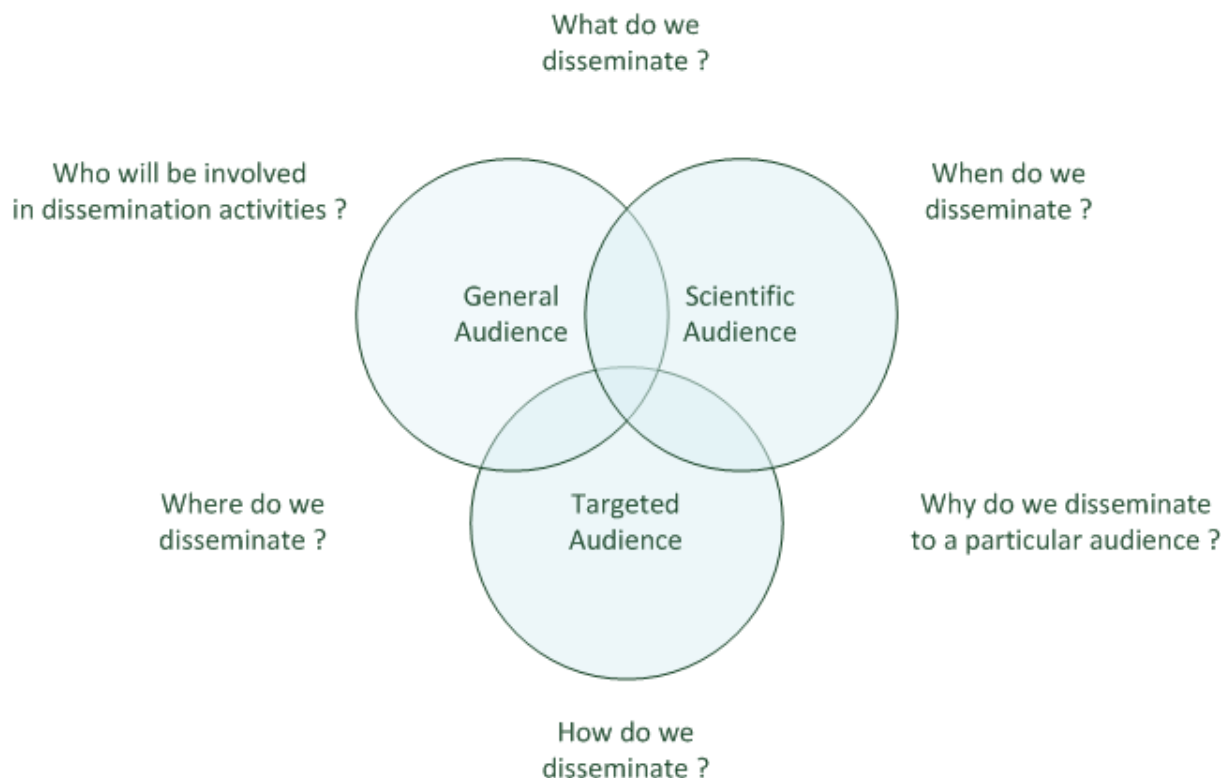 What do we
disseminate ?
Who will be involved
in dissemination activities ?
When do we
disseminate ?
General
Audience
Scientific
Audience
Where do we
disseminate ?
Targeted
Audience
Why do we disseminate
to a particular audience ?
How do we
disseminate ?